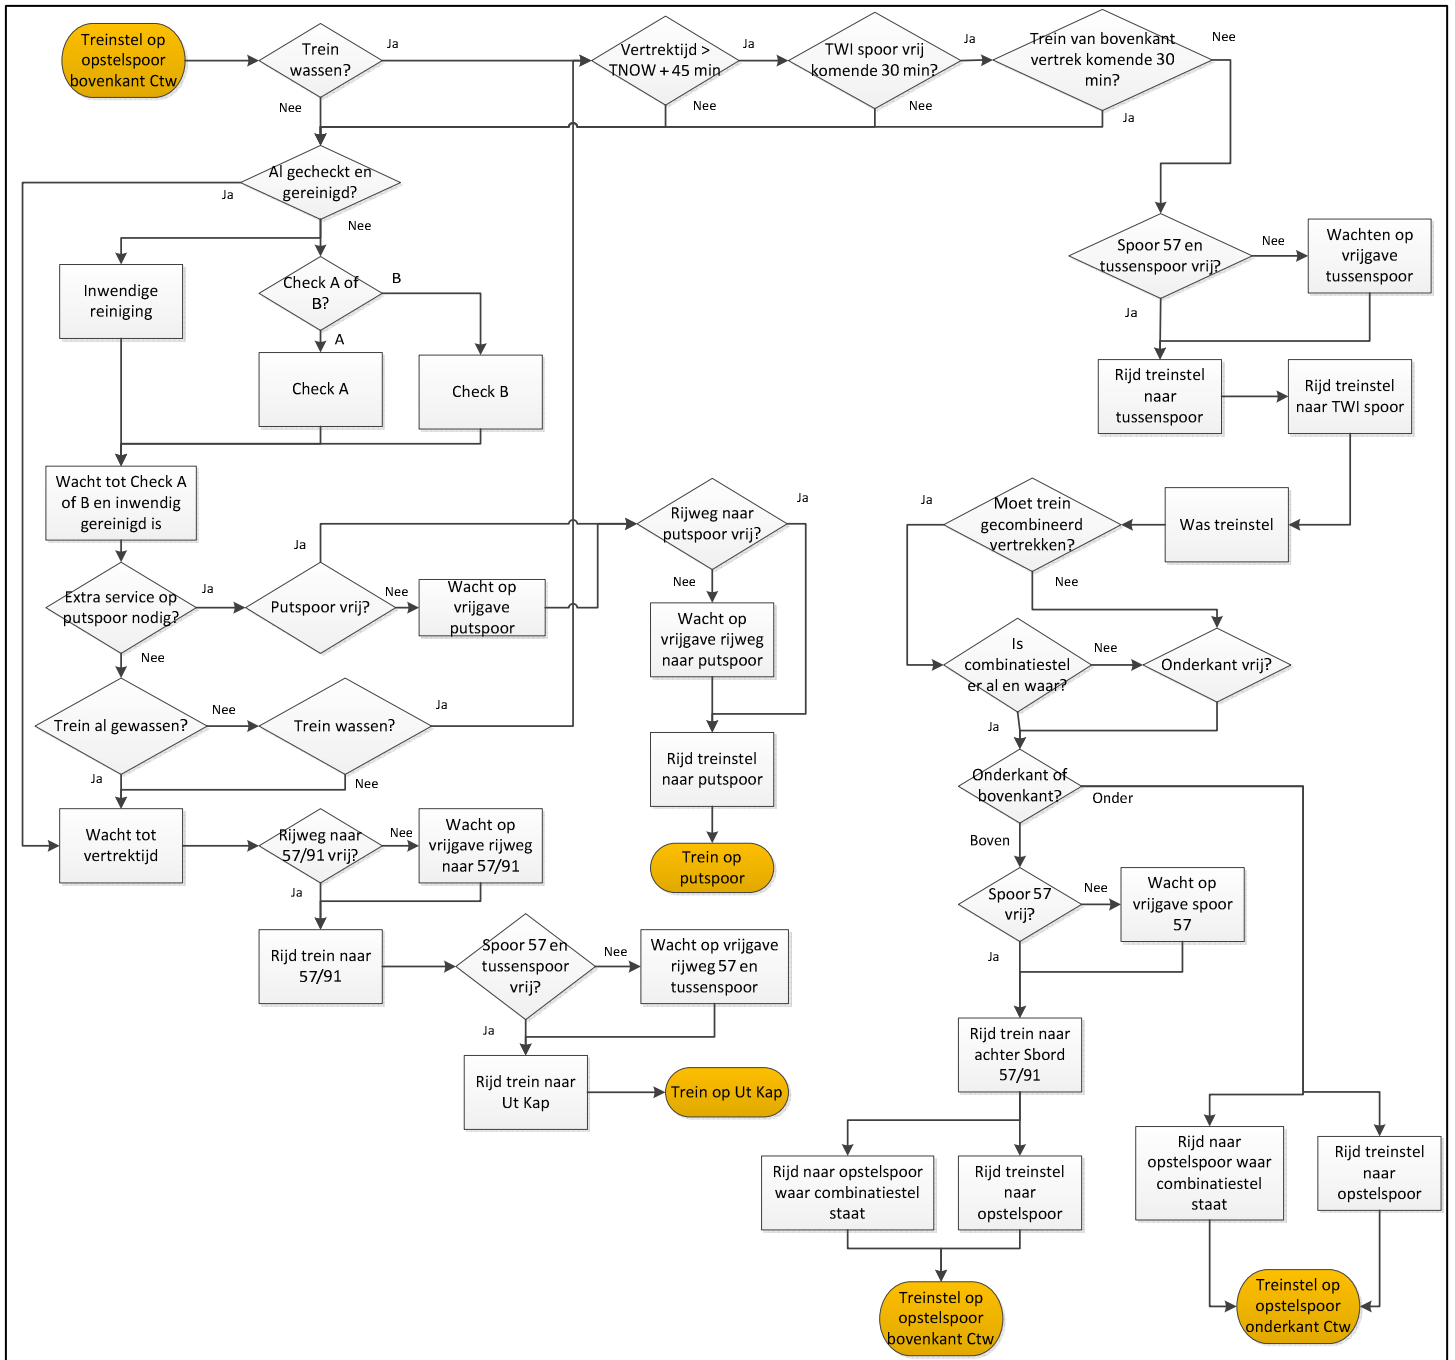 Treinstel op
opstelspoor
bovenkant Ctw
Trein
wassen?
Ja
Nee
Vertrektijd >
TNOW + 45 min
Ja
Nee
TWI spoor vrij
komende 30 min?
Ja
Nee
Trein van bovenkant
vertrek komende 30
min?
Nee
Ja
Al gecheckt en
gereinigd?
Ja
Nee
Inwendige
reiniging
Check A of
B?
B
A
Check A
Check B
Spoor 57 en
tussenspoor vrij?
Nee
Ja
Wachten op
vrijgave
tussenspoor
Rijd treinstel
naar
tussenspoor
Rijd treinstel
naar TWI spoor
Wacht tot Check A
of B en inwendig
gereinigd is
Extra service op
putspoor nodig?
Ja
Nee
Putspoor vrij?
Ja
Nee
Wacht op
vrijgave
putspoor
Rijweg naar
putspoor vrij?
Ja
Nee
Wacht op
vrijgave rijweg
naar putspoor
Rijd treinstel
naar putspoor
Trein op
putspoor
Was treinstel
Moet trein
gecombineerd
vertrekken?
Ja
Nee
Is
combinatiestel
er al en waar?
Nee
Ja
Onderkant vrij?
Trein al gewassen?
Nee
Ja
Trein wassen?
Ja
Nee
Wacht tot
vertrektijd
Rijweg naar
57/91 vrij?
Nee
Ja
Wacht op
vrijgave rijweg
naar 57/91
Rijd trein naar
57/91
Spoor 57 en
tussenspoor
vrij?
Nee
Ja
Wacht op vrijgave
rijweg 57 en
tussenspoor
Rijd trein naar
Ut Kap
Trein op Ut Kap
Onderkant of
bovenkant?
Onder
Boven
Spoor 57
vrij?
Nee
Ja
Wacht op
vrijgave spoor
57
Rijd trein naar
achter Sbord
57/91
Rijd naar opstelspoor
waar combinatiestel
staat
Rijd treinstel
naar
opstelspoor
Rijd naar
opstelspoor waar
combinatiestel
staat
Rijd treinstel
naar
opstelspoor
Treinstel op
opstelspoor
bovenkant Ctw
Treinstel op
opstelspoor
onderkant Ctw